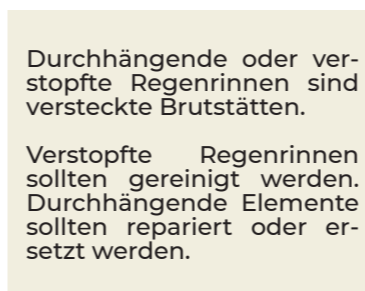 Durchhängende oder ver-
stopfte Regenrinnen sind
versteckte Brutstätten.
Verstopfte Regenrinnen
sollten gereinigt werden.
Durchhängende Elemente
sollten repariert oder er-
setzt werden.